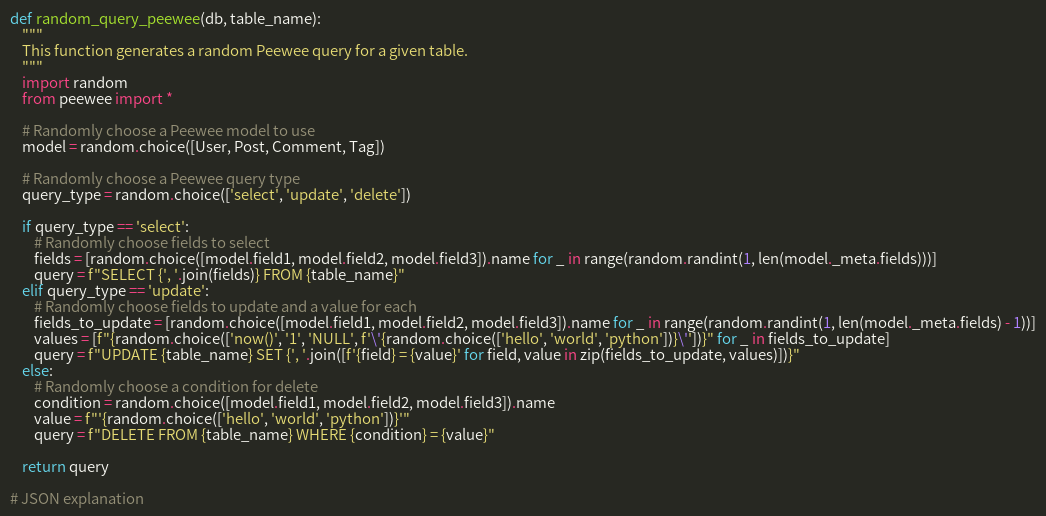 def random_query_peewee(db, table_name):
    """
    This function generates a random Peewee query for a given table.
    """
    import random
    from peewee import *

    # Randomly choose a Peewee model to use
    model = random.choice([User, Post, Comment, Tag])

    # Randomly choose a Peewee query type
    query_type = random.choice(['select', 'update', 'delete'])

    if query_type == 'select':
        # Randomly choose fields to select
        fields = [random.choice([model.field1, model.field2, model.field3]).name for _ in range(random.randint(1, len(model._meta.fields)))]
        query = f"SELECT {', '.join(fields)} FROM {table_name}"
    elif query_type == 'update':
        # Randomly choose fields to update and a value for each
        fields_to_update = [random.choice([model.field1, model.field2, model.field3]).name for _ in range(random.randint(1, len(model._meta.fields) - 1))]
        values = [f"{random.choice(['now()', '1', 'NULL', f'\'{random.choice(['hello', 'world', 'python'])}\''])}" for _ in fields_to_update]
        query = f"UPDATE {table_name} SET {', '.join([f'{field} = {value}' for field, value in zip(fields_to_update, values)])}"
    else:
        # Randomly choose a condition for delete
        condition = random.choice([model.field1, model.field2, model.field3]).name
        value = f"'{random.choice(['hello', 'world', 'python'])}'"
        query = f"DELETE FROM {table_name} WHERE {condition} = {value}"

    return query

# JSON explanation